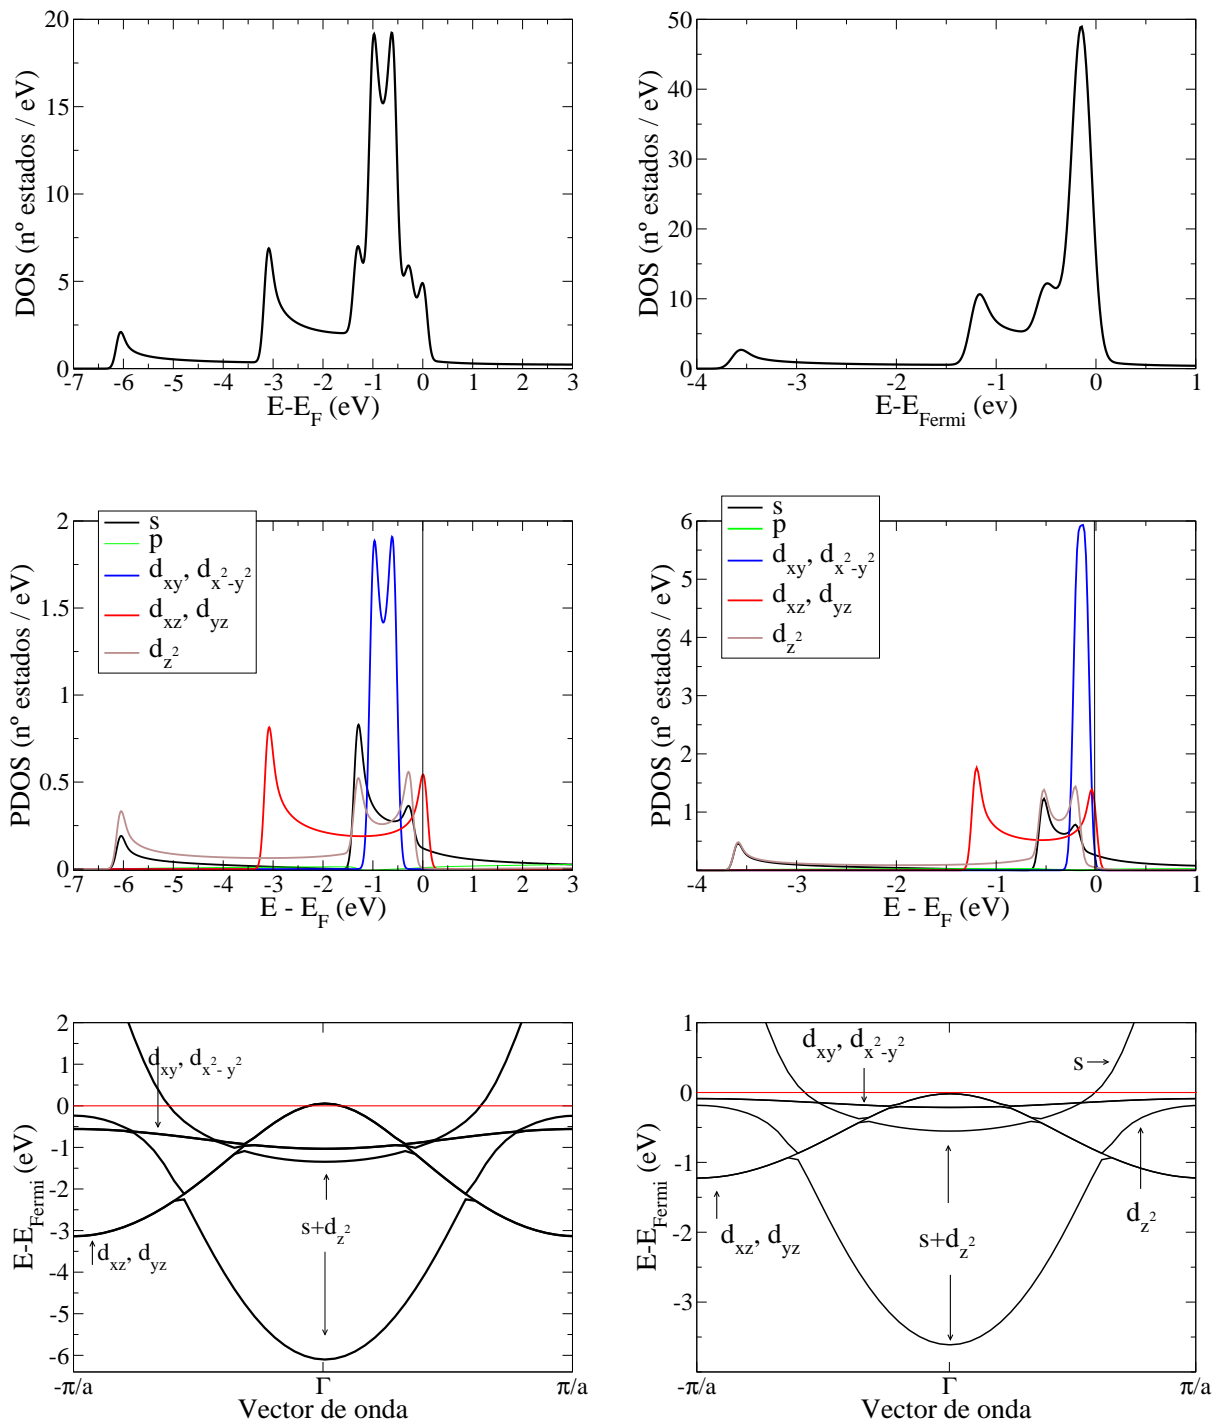 20
15
10
5
0
DOS (nº estados / eV)
-7 -6 -5 -4 -3 -2 -1 0 1 2 3
E-E_F (eV)
50
40
30
20
10
0
DOS (nº estados / eV)
-4 -3 -2 -1 0 1
E-E_Fermi (ev)
2
1.5
1
0.5
0
PDOS (nº estados / eV)
s
p
d_xy, d_x²-y²
d_xz, d_yz
d_z²
-7 -6 -5 -4 -3 -2 -1 0 1 2 3
E - E_F (eV)
6
5
4
3
2
1
0
PDOS (nº estados / eV)
s
p
d_xy, d_x²-y²
d_xz, d_yz
d_z²
-4 -3 -2 -1 0 1
E - E_F (eV)
2
1
0
-1
-2
-3
-4
-5
-6
E-E_Fermi (eV)
d_xy, d_x²-y²
s+d_z²
d_xz, d_yz
-π/a Γ π/a
Vector de onda
1
0
-1
-2
-3
E-E_Fermi (eV)
d_xy, d_x²-y²
s
d_z²
d_xz, d_yz
s+d_z²
-π/a Γ π/a
Vector de onda